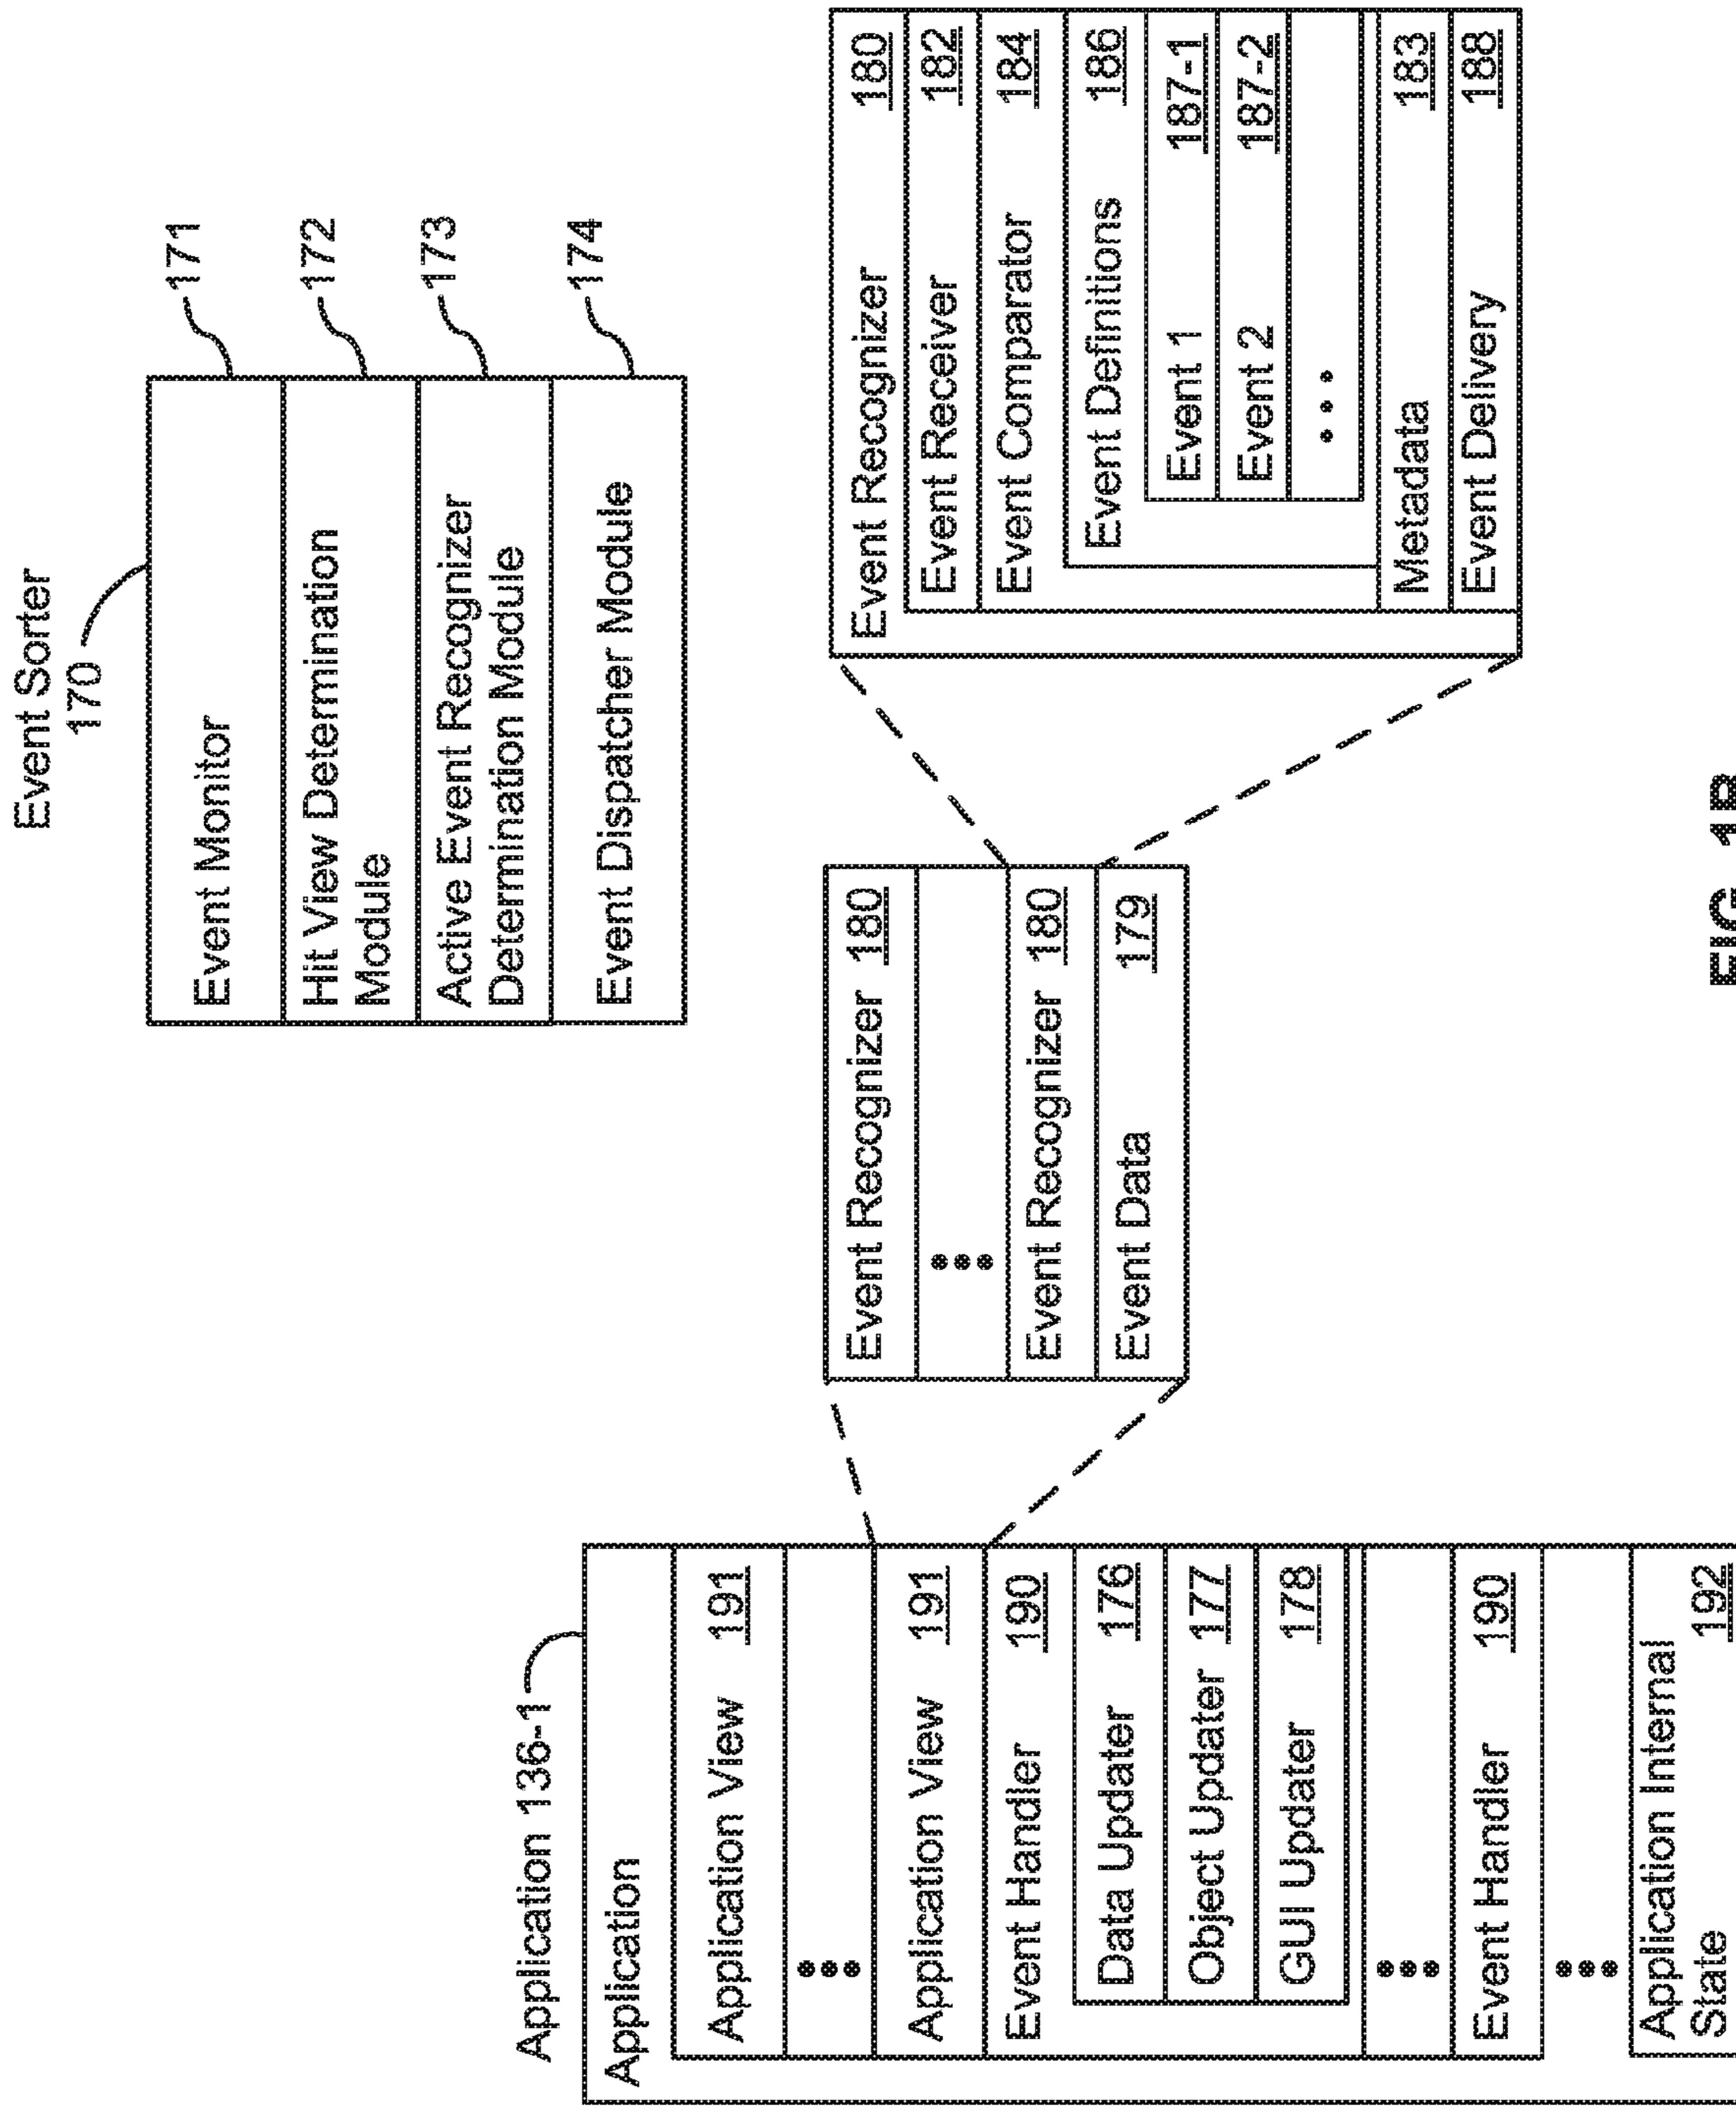 Event Sorter
170
Event Monitor
171
Hit View Determination
Module
172
Active Event Recognizer
Determination Module
173
Event Dispatcher Module
174
Application 136-1
Application
Application View 191
•••
Application View 191
Event Handler 190
Data Updater 176
Object Updater 177
GUI Updater 178
•••
Event Handler 190
•••
Application Internal
State 192
Event Recognizer 180
•••
Event Recognizer 180
Event Data 179
Event Recognizer 180
Event Receiver 182
Event Comparator 184
Event Definitions 186
Event 1 187-1
Event 2 187-2
• • •
Metadata 183
Event Delivery 188
FIG. 1B